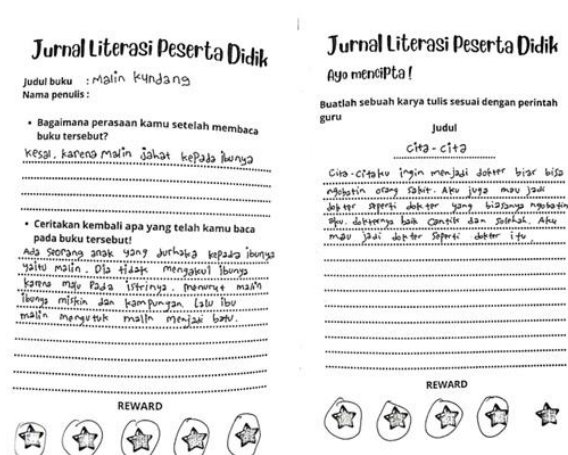 Jurnal Literasi Peserta Didik
Judul buku : Malin Kundang
Nama penulis :
• Bagaimana perasaan kamu setelah membaca
buku tersebut?
Kesal, karena malin jahat kepada ibunya
• Ceritakan kembali apa yang telah kamu baca
pada buku tersebut!
Ada seorang anak yang durhaka kepada ibunya
yaitu malin. Dia tidak mengakui ibunya
karena malu pada istrinya. menurut malin
ibunya miskin dan kampungan. Lalu ibu
malin mengutuk malin menjadi batu.
REWARD
Jurnal Literasi Peserta Didik
Ayo mencipta!
Buatlah sebuah karya tulis sesuai dengan perintah
guru
Judul
cita-cita
Cita-citaku ingin menjadi dokter biar bisa
ngobatin orang sakit. Aku juga mau jadi
dokter seperti dokter yang biasanya ngobatin
aku. dokternya baik cantik dan solehah. Aku
mau jadi dokter seperti dokter itu.
REWARD